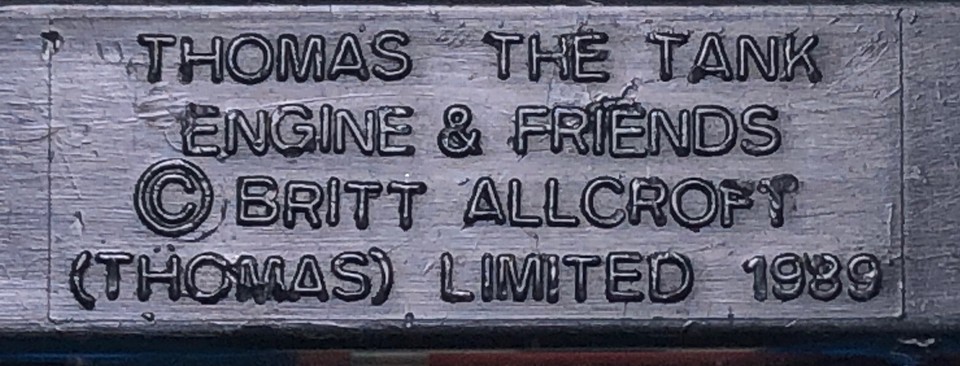 THOMAS THE TANK
ENGINE & FRIENDS
© BRITT ALLCROFT
(THOMAS) LIMITED 1989